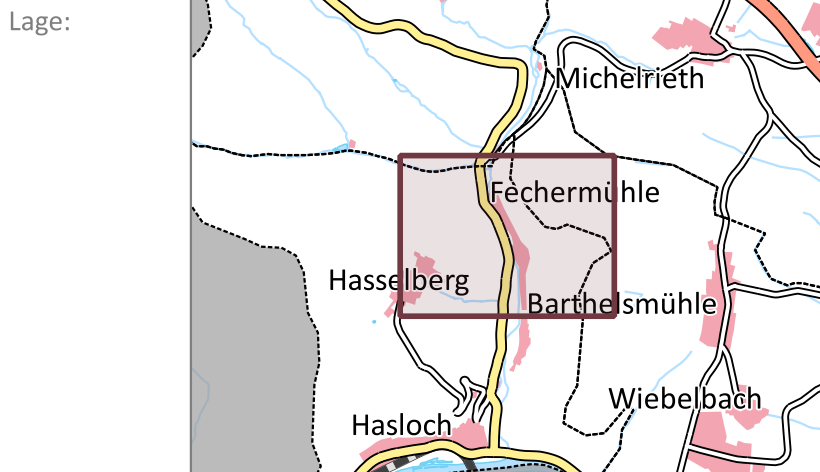 Lage:
Michelrieth
Fechermühle
Hasselberg
Barthelsmühle
Wiebelbach
Hasloch